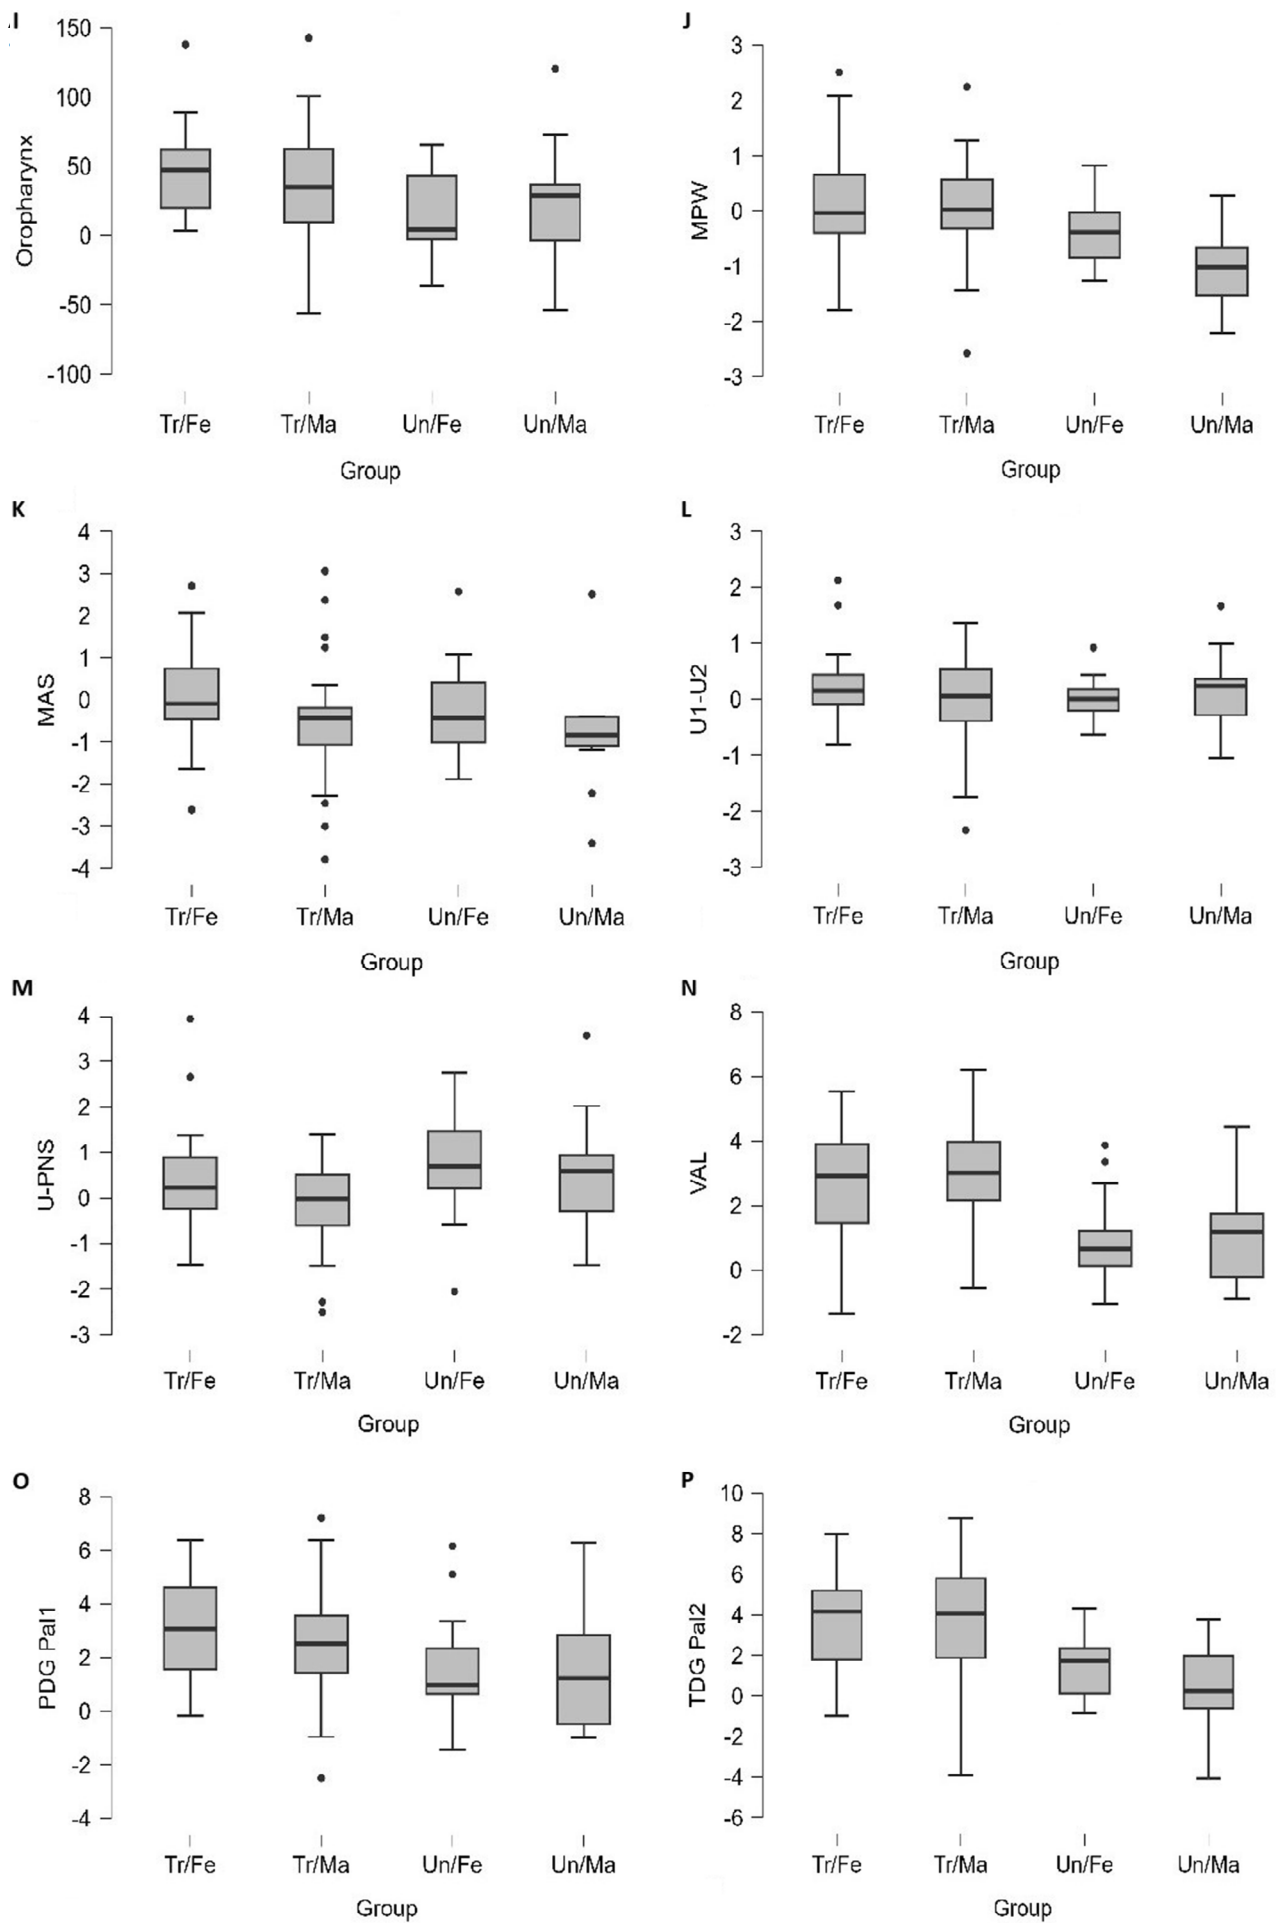 I
Oropharynx
150
100
50
0
-50
-100
Tr/Fe Tr/Ma Un/Fe Un/Ma
Group
J
MPW
3
2
1
0
-1
-2
-3
Tr/Fe Tr/Ma Un/Fe Un/Ma
Group
K
MAS
4
3
2
1
0
-1
-2
-3
-4
Tr/Fe Tr/Ma Un/Fe Un/Ma
Group
L
U1-U2
3
2
1
0
-1
-2
-3
Tr/Fe Tr/Ma Un/Fe Un/Ma
Group
M
U-PNS
4
3
2
1
0
-1
-2
-3
Tr/Fe Tr/Ma Un/Fe Un/Ma
Group
N
VAL
8
6
4
2
0
-2
Tr/Fe Tr/Ma Un/Fe Un/Ma
Group
O
PDG Pal1
8
6
4
2
0
-2
-4
Tr/Fe Tr/Ma Un/Fe Un/Ma
Group
P
TDG Pal2
10
8
6
4
2
0
-2
-4
-6
Tr/Fe Tr/Ma Un/Fe Un/Ma
Group